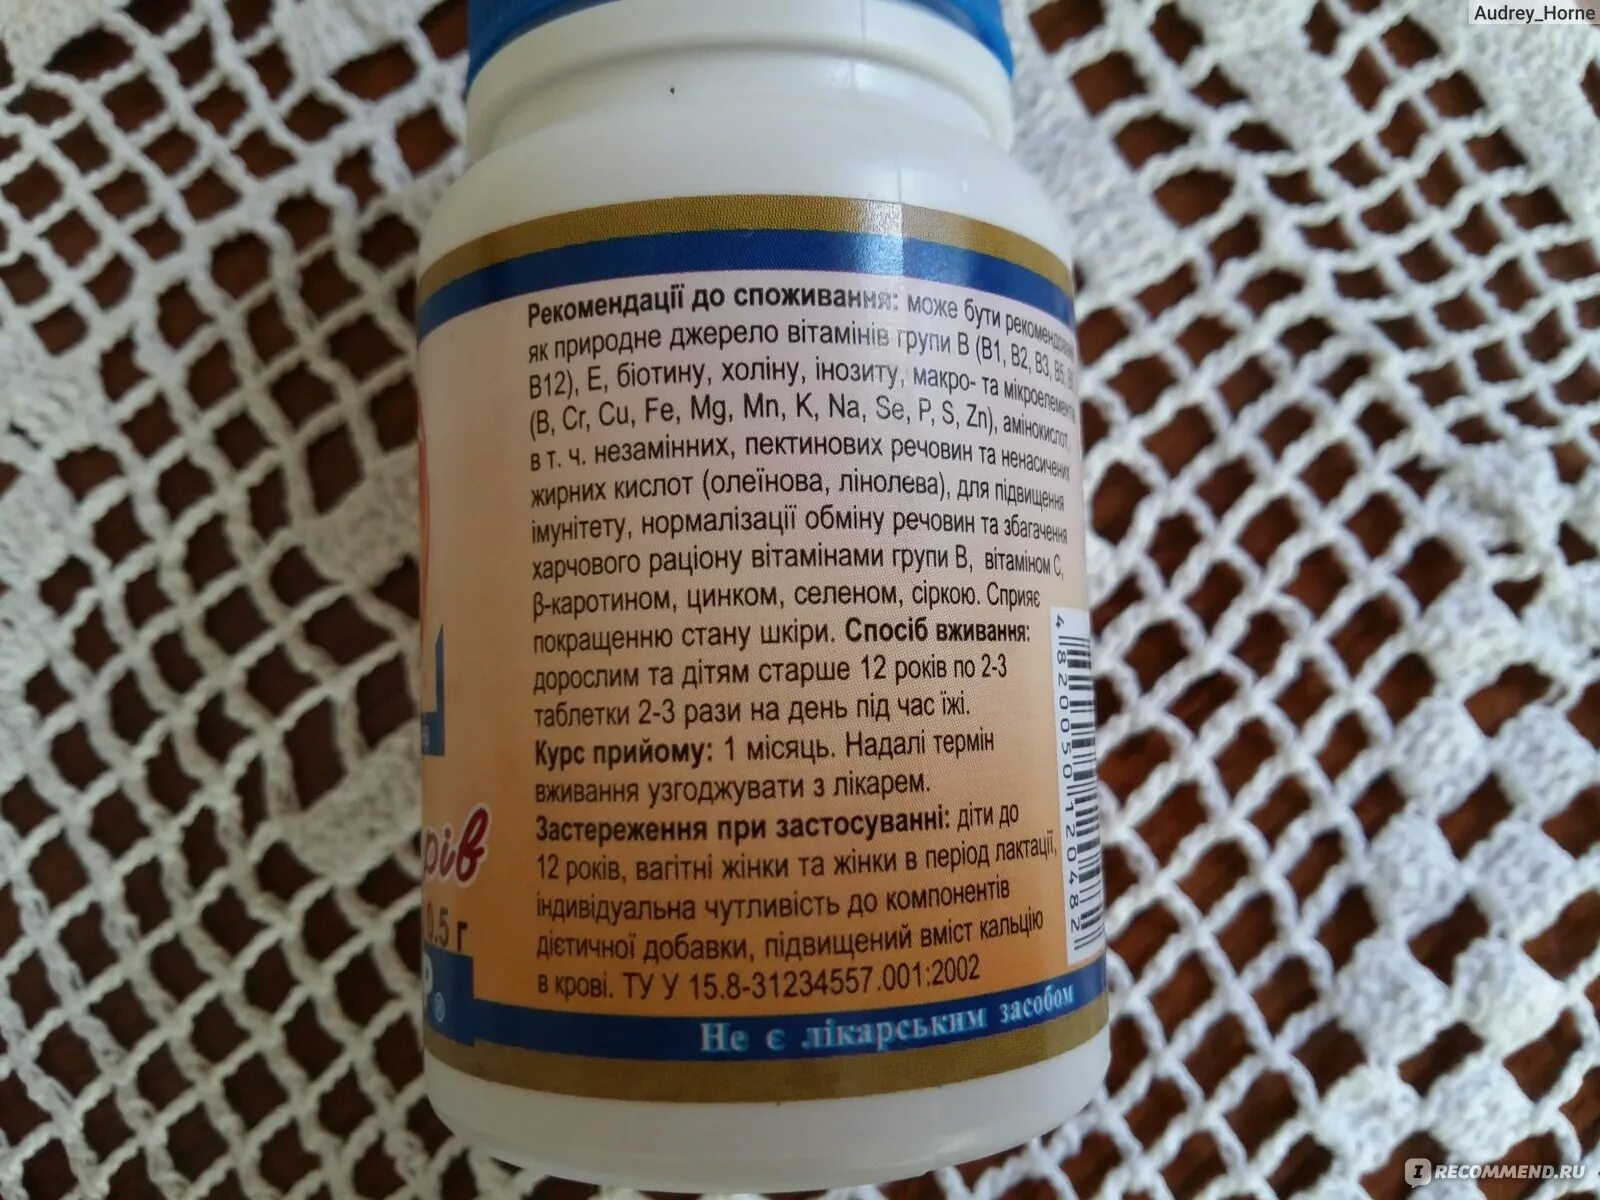 Audrey_Horne
Рекомендації до споживання: може бути
як природне джерело вітамінів групи В (В1, В2, В3, В5,
В12), Е, біотину, холіну, інозиту, макро- та
(B, Cr, Cu, Fe, Mg, Mn, K, Na, Se, P, S, Zn), амінокислот,
в т. ч. незамінних, пектинових речовин та ненасичених
жирних кислот (олеїнова, лінолева), для підвищення
імунітету, нормалізації обміну речовин та збагачення
харчового раціону вітамінами групи В, вітаміном С,
β-каротином, цинком, селеном, сіркою. Сприяє
покращенню стану шкіри. Спосіб вживання:
дорослим та дітям старше 12 років по 2-3
таблетки 2-3 рази на день під час їжі.
Курс прийому: 1 місяць. Надалі термін
вживання узгоджувати з лікарем.
Застереження при застосуванні: діти до
12 років, вагітні жінки та жінки в період лактації,
індивідуальна чутливість до компонентів
дієтичної добавки, підвищений вміст кальцію
в крові. ТУ У 15.8-31234557.001:2002
Не є лікарським засобом
4820050120482
0.5 г
Р®
IRECOMMEND.RU